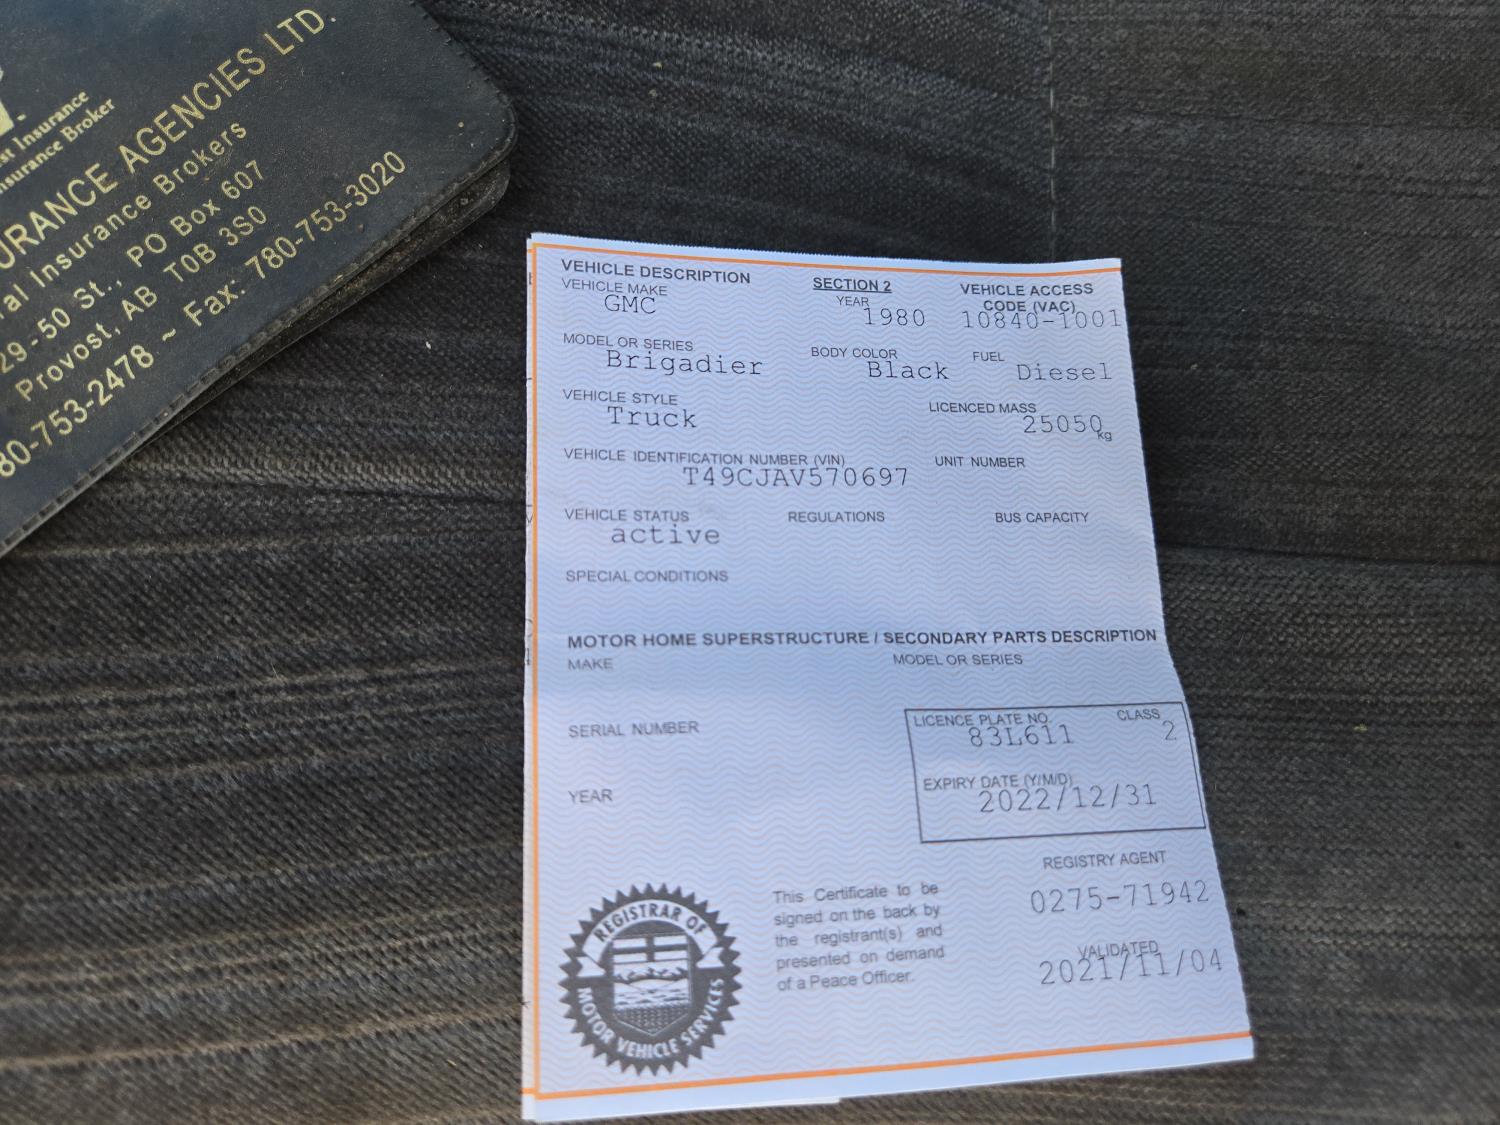 st Insurance
nsurance Broker
URANCE AGENCIES LTD.
al Insurance Brokers
29-50 St., PO Box 607
Provost, AB T0B 3S0
80-753-2478 ~ Fax: 780-753-3020
VEHICLE DESCRIPTION
SECTION 2
VEHICLE ACCESS
CODE (VAC)
VEHICLE MAKE
GMC
YEAR
1980
10840-1001
MODEL OR SERIES
Brigadier
BODY COLOR
Black
FUEL
Diesel
VEHICLE STYLE
Truck
LICENCED MASS
25050 kg
VEHICLE IDENTIFICATION NUMBER (VIN)
T49CJAV570697
UNIT NUMBER
VEHICLE STATUS
active
REGULATIONS
BUS CAPACITY
SPECIAL CONDITIONS
MOTOR HOME SUPERSTRUCTURE / SECONDARY PARTS DESCRIPTION
MAKE
MODEL OR SERIES
SERIAL NUMBER
LICENCE PLATE NO.
83L611
CLASS
2
YEAR
EXPIRY DATE (Y/M/D)
2022/12/31
REGISTRY AGENT
0275-71942
VALIDATED
2021/11/04
This Certificate to be
signed on the back by
the registrant(s) and
presented on demand
of a Peace Officer.
REGISTRAR OF
MOTOR VEHICLE SERVICES